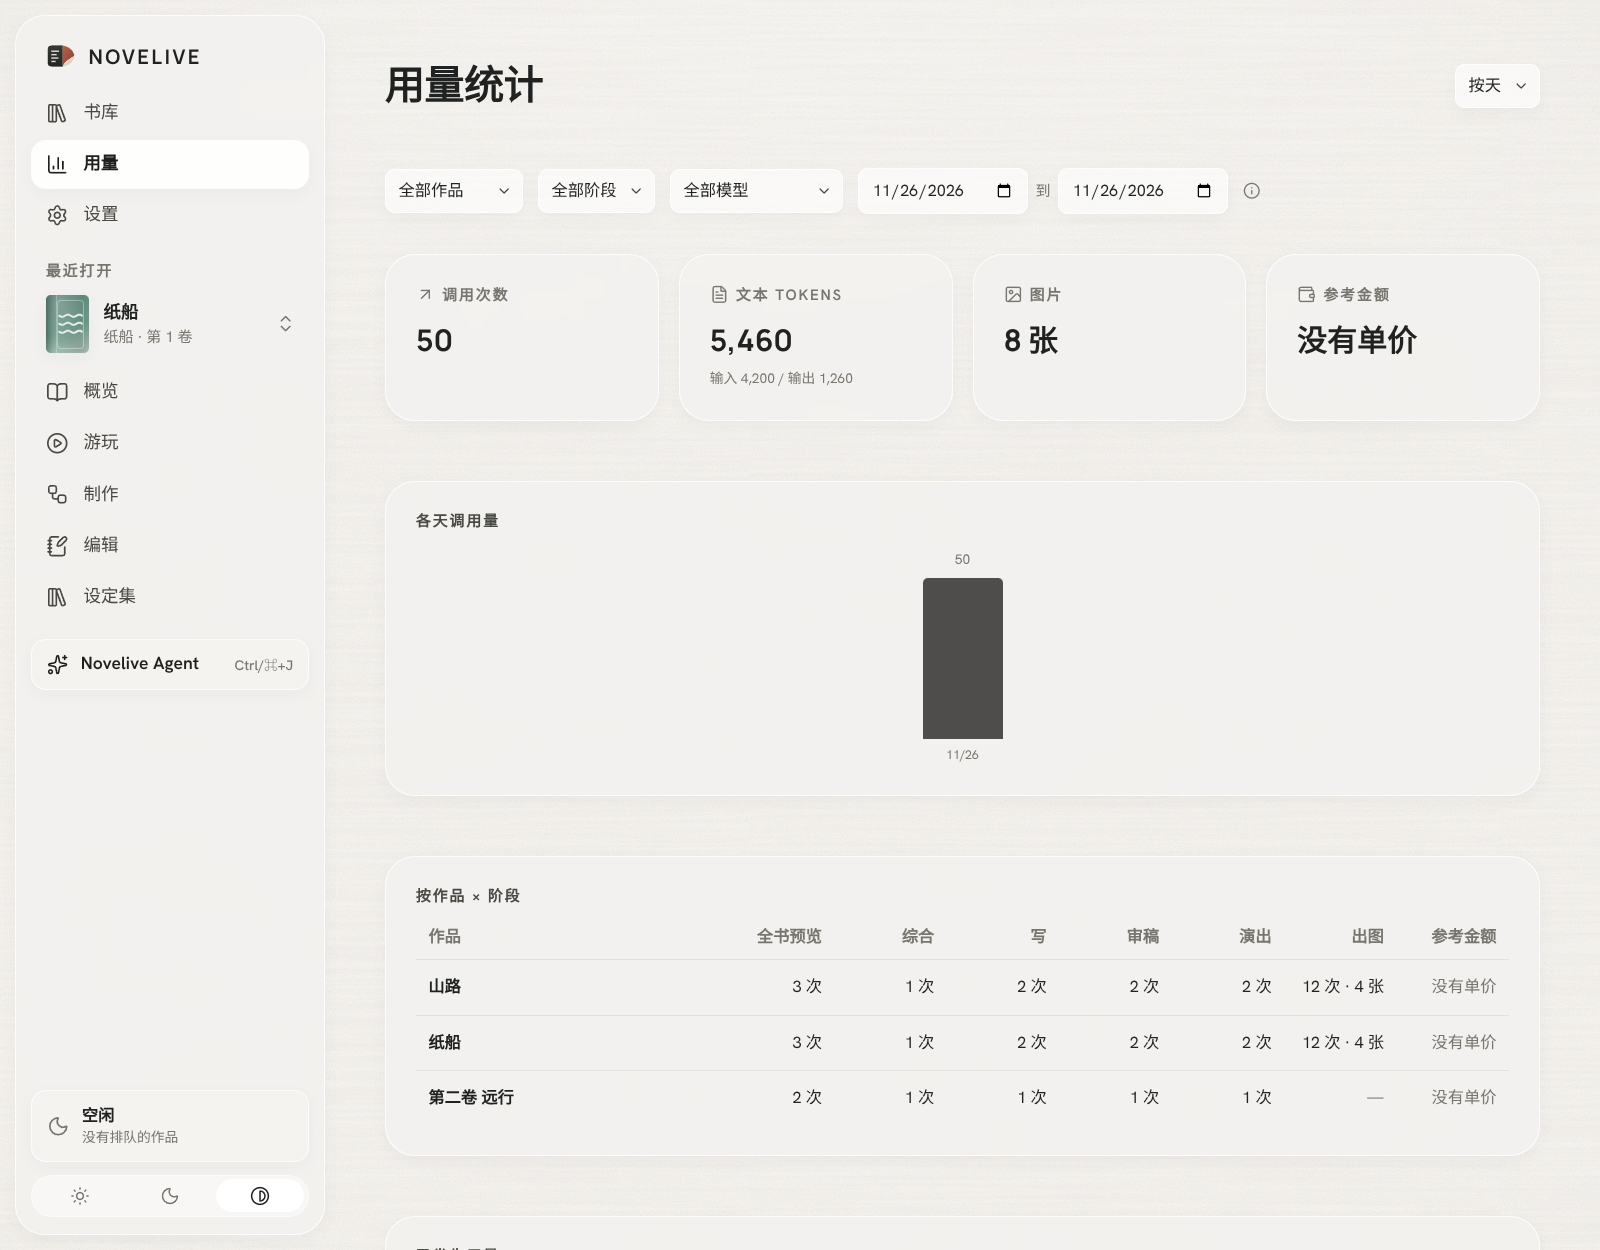 NOVELIVE
书库
用量
设置
最近打开
纸船
纸船 · 第 1 卷
概览
游玩
制作
编辑
设定集
Novelive Agent Ctrl/⌘+J
空闲
没有排队的作品
用量统计
按天
全部作品 全部阶段 全部模型 11/26/2026 到 11/26/2026
调用次数
50
文本 TOKENS
5,460
输入 4,200 / 输出 1,260
图片
8 张
参考金额
没有单价
各天调用量
50
11/26
按作品 × 阶段
作品 全书预览 综合 写 审稿 演出 出图 参考金额
山路 3 次 1 次 2 次 2 次 2 次 12 次 · 4 张 没有单价
纸船 3 次 1 次 2 次 2 次 2 次 12 次 · 4 张 没有单价
第二卷 远行 2 次 1 次 1 次 1 次 1 次 — 没有单价